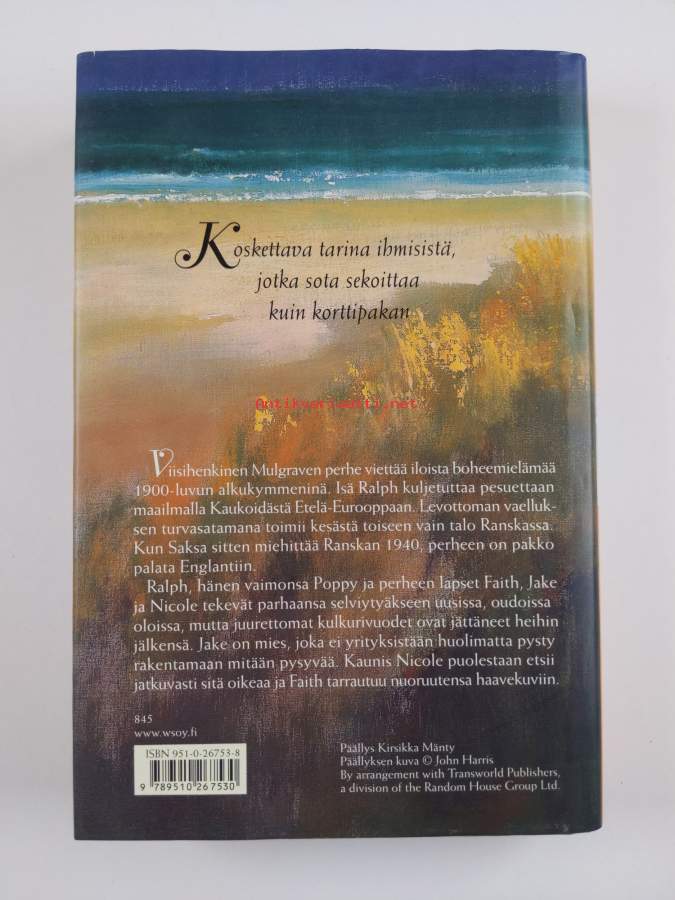 Koskettava tarina ihmisistä,
jotka sota sekoittaa
kuin korttipakan
Antikvariaatti.net
Viisihenkinen Mulgraven perhe viettää iloista boheemielämää
1900-luvun alkukymmeninä. Isä Ralph kuljetuttaa pesuettaan
maailmalla Kaukoidästä Etelä-Eurooppaan. Levottoman vaelluk-
sen turvasatamana toimii kesästä toiseen vain talo Ranskassa.
Kun Saksa sitten miehittää Ranskan 1940, perheen on pakko
palata Englantiin.
Ralph, hänen vaimonsa Poppy ja perheen lapset Faith, Jake
ja Nicole tekevät parhaansa selviytyäkseen uusissa, oudoissa
oloissa, mutta juurettomat kulkurivuodet ovat jättäneet heihin
jälkensä. Jake on mies, joka ei yrityksistään huolimatta pysty
rakentamaan mitään pysyvää. Kaunis Nicole puolestaan etsii
jatkuvasti sitä oikeaa ja Faith tarrautuu nuoruutensa haavekuviin.
845
www.wsoy.fi
ISBN 951-0-26753-8
9 789510 267530
Päällys Kirsikka Mänty
Päällyksen kuva © John Harris
By arrangement with Transworld Publishers,
a division of the Random House Group Ltd.